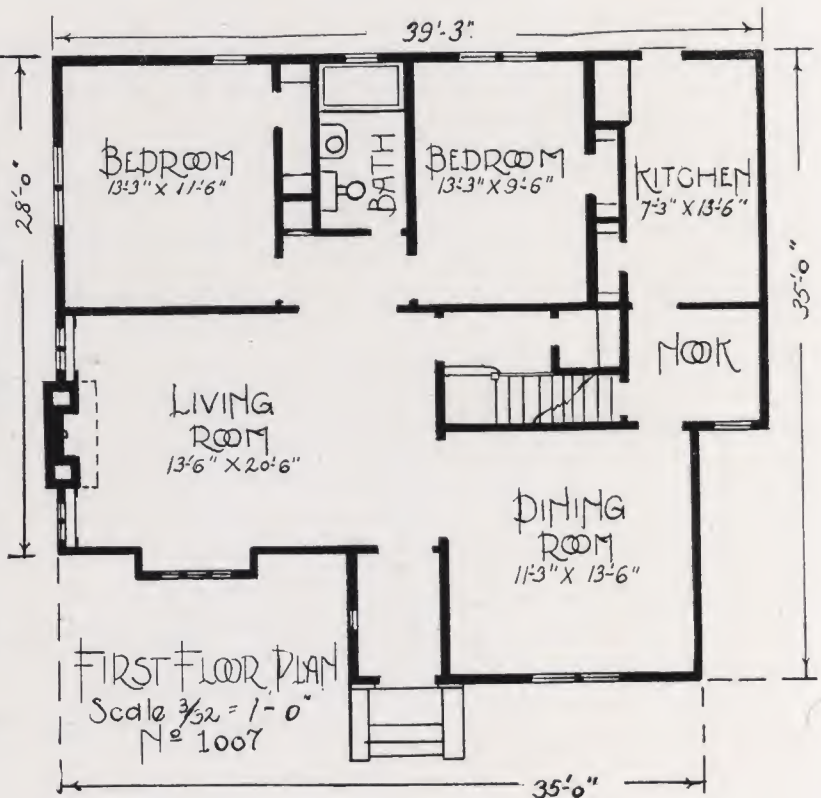 39'-3"
28'-0"
BEDROOM
13'-3" X 11'-6"
BATH
BEDROOM
13'-3" X 9'-6"
KITCHEN
7'-3" X 13'-6"
35'-0"
NOOK
LIVING
ROOM
13'-6" X 20'-6"
DINING
ROOM
11'-3" X 13'-6"
FIRST FLOOR PLAN
Scale 3/32 = 1'-0"
Nº 1007
35'-0"